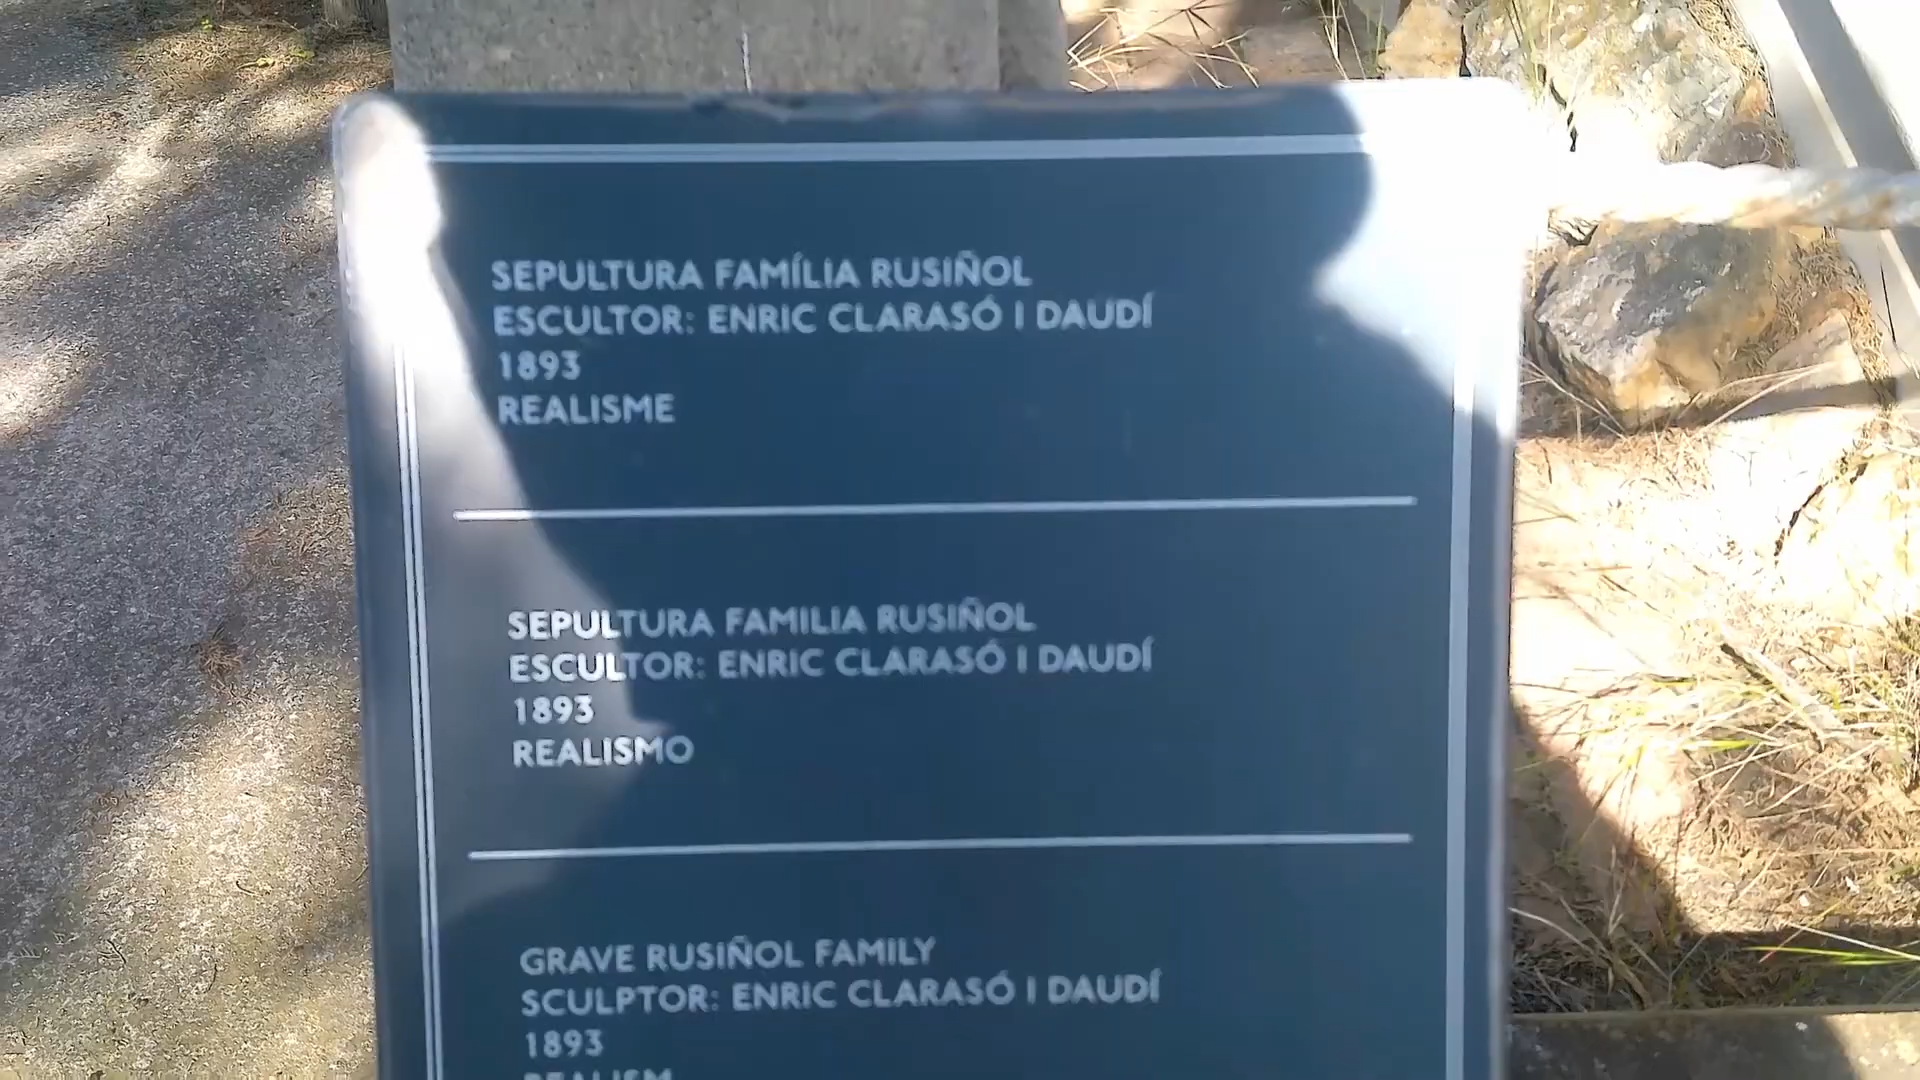 SEPULTURA FAMÍLIA RUSIÑOL
ESCULTOR: ENRIC CLARASÓ I DAUDÍ
1893
REALISME
SEPULTURA FAMILIA RUSIÑOL
ESCULTOR: ENRIC CLARASÓ I DAUDÍ
1893
REALISMO
GRAVE RUSIÑOL FAMILY
SCULPTOR: ENRIC CLARASÓ I DAUDÍ
1893
REALISM